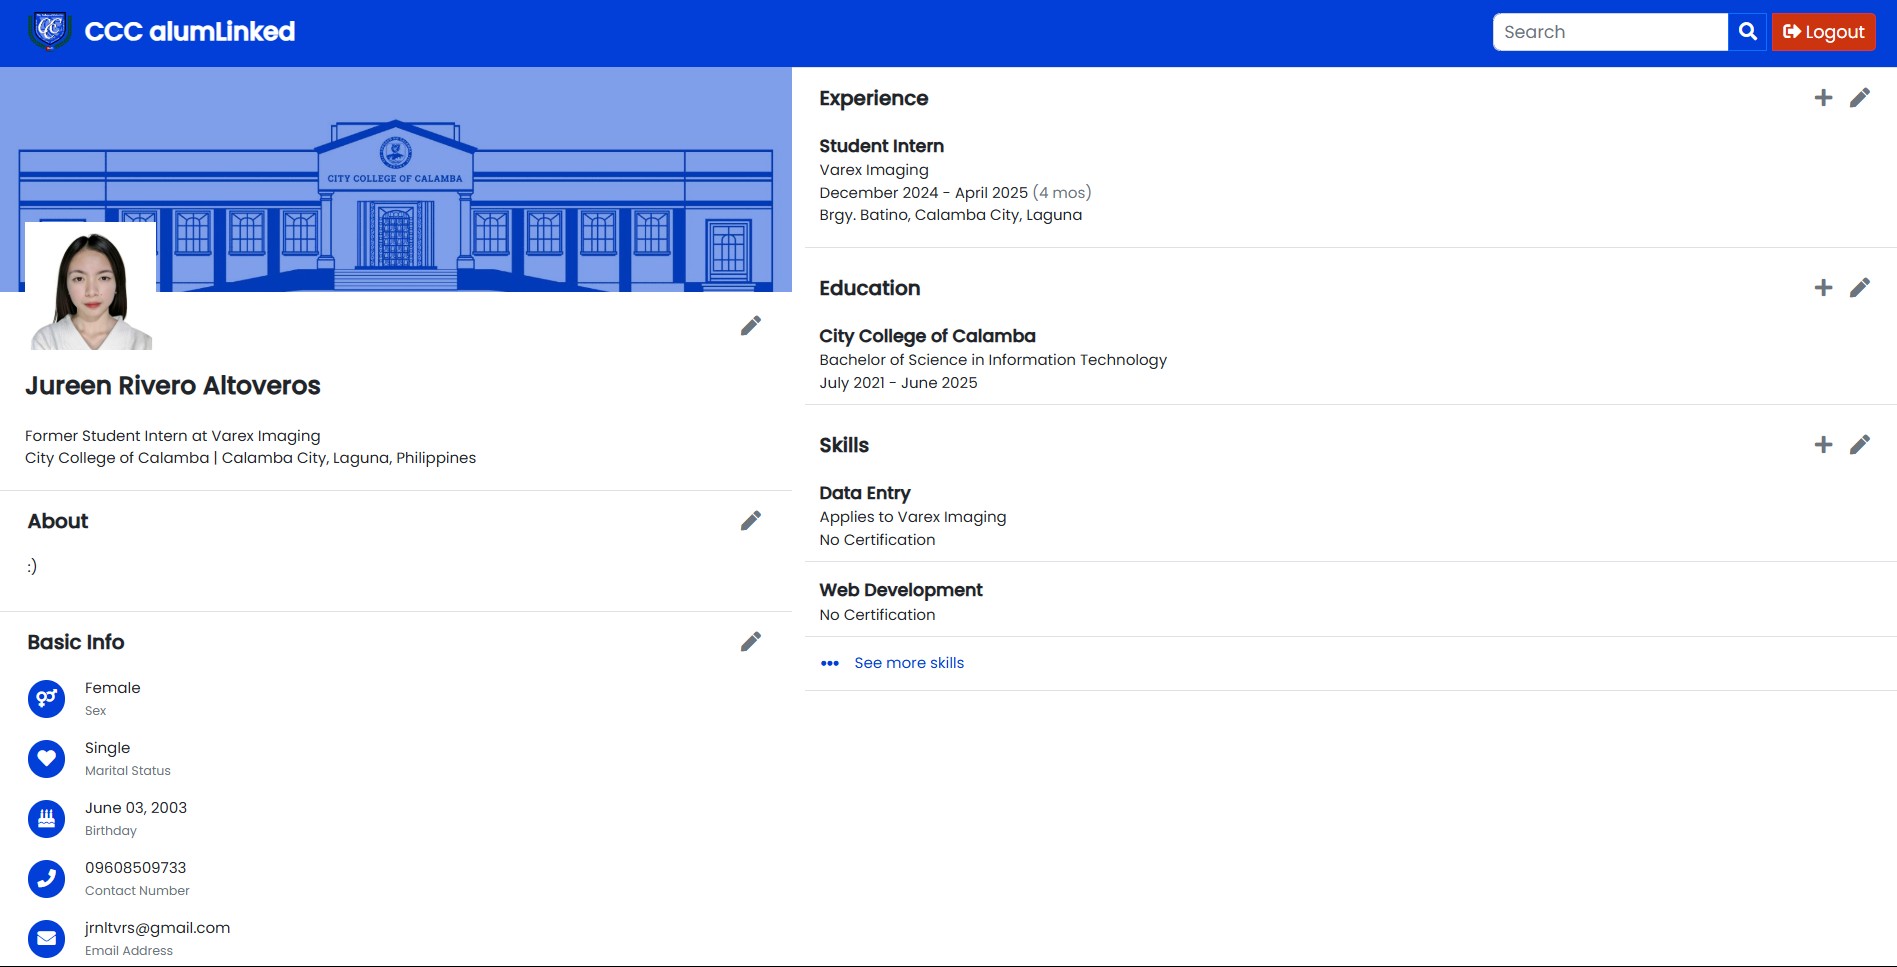 CCC alumLinked
Search
Logout
CITY COLLEGE OF CALAMBA
Jureen Rivero Altoveros
Former Student Intern at Varex Imaging
City College of Calamba | Calamba City, Laguna, Philippines
About
:)
Basic Info
Female
Sex
Single
Marital Status
June 03, 2003
Birthday
09608509733
Contact Number
jrnltvrs@gmail.com
Email Address
Experience
Student Intern
Varex Imaging
December 2024 - April 2025 (4 mos)
Brgy. Batino, Calamba City, Laguna
Education
City College of Calamba
Bachelor of Science in Information Technology
July 2021 - June 2025
Skills
Data Entry
Applies to Varex Imaging
No Certification
Web Development
No Certification
See more skills